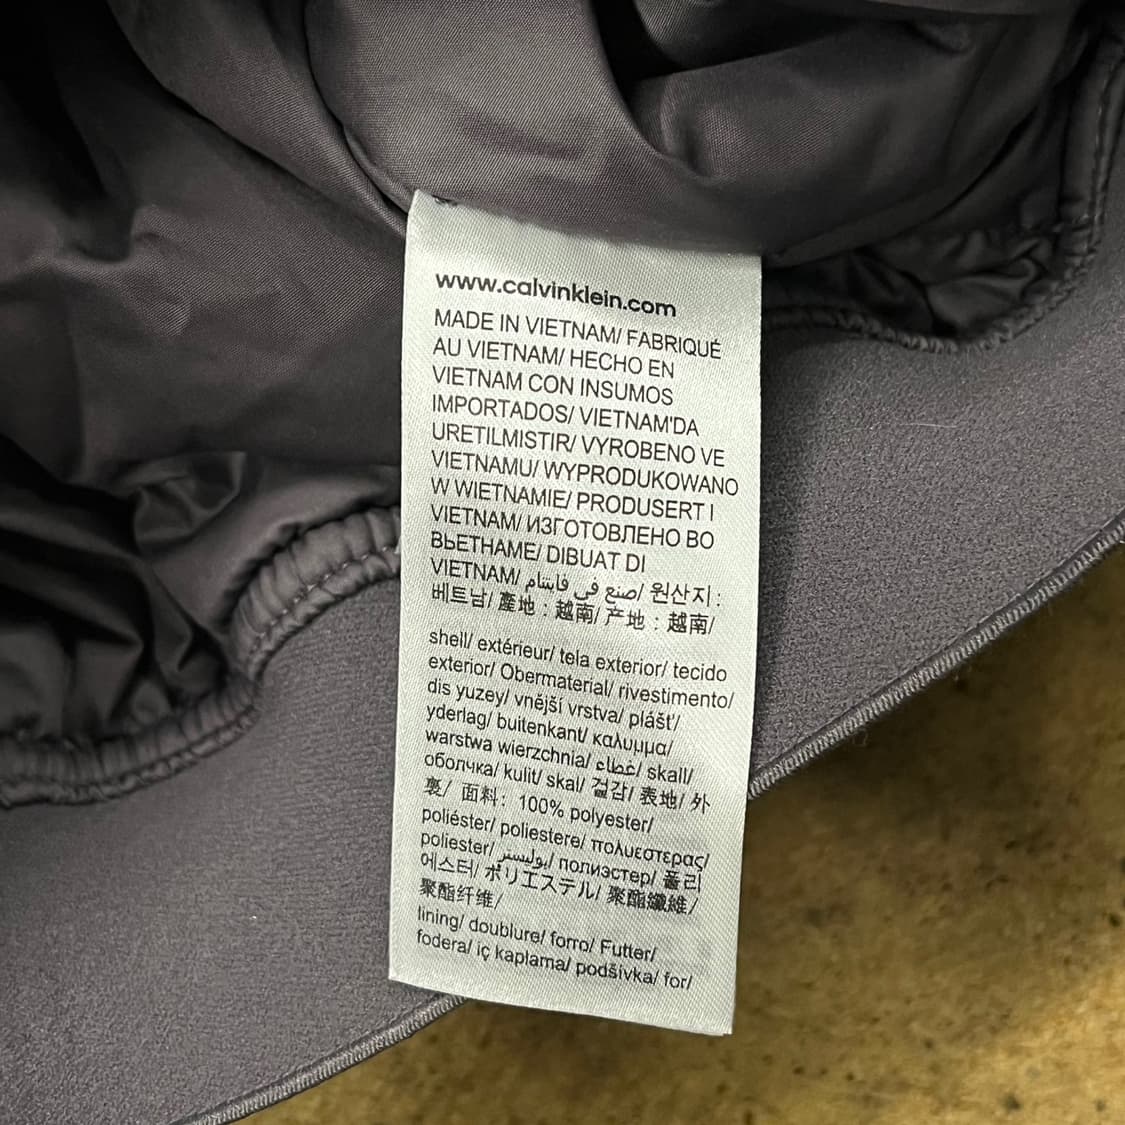 www.calvinklein.com
MADE IN VIETNAM/ FABRIQUÉ
AU VIETNAM/ HECHO EN
VIETNAM CON INSUMOS
IMPORTADOS/ VIETNAM'DA
URETILMISTIR/ VYROBENO VE
VIETNAMU/ WYPRODUKOWANO
W WIETNAMIE/ PRODUSERT I
VIETNAM/ ИЗГОТОВЛЕНО ВО
ВЬЕТНАМЕ/ DIBUAT DI
VIETNAM/ صنع في فايتنام/ 원산지 :
베트남/ 產地 : 越南/ 产地 : 越南/
shell/ extérieur/ tela exterior/ tecido
exterior/ Obermaterial/ rivestimento/
dis yuzey/ vnější vrstva/ plášť/
yderlag/ buitenkant/ καλυμμα/
warstwa wierzchnia/ غطاء/ skall/
оболчка/ kulit/ skal/ 겉감/ 表地/ 外
裏/ 面料: 100% polyester/
poliéster/ poliestere/ πολυεστερας/
poliester/ بوليستر/ полиэстер/ 폴리
에스터/ ポリエステル/ 聚酯纖維/
聚酯纤维/
lining/ doublure/ forro/ Futter/
fodera/ iç kaplama/ podšívka/ for/